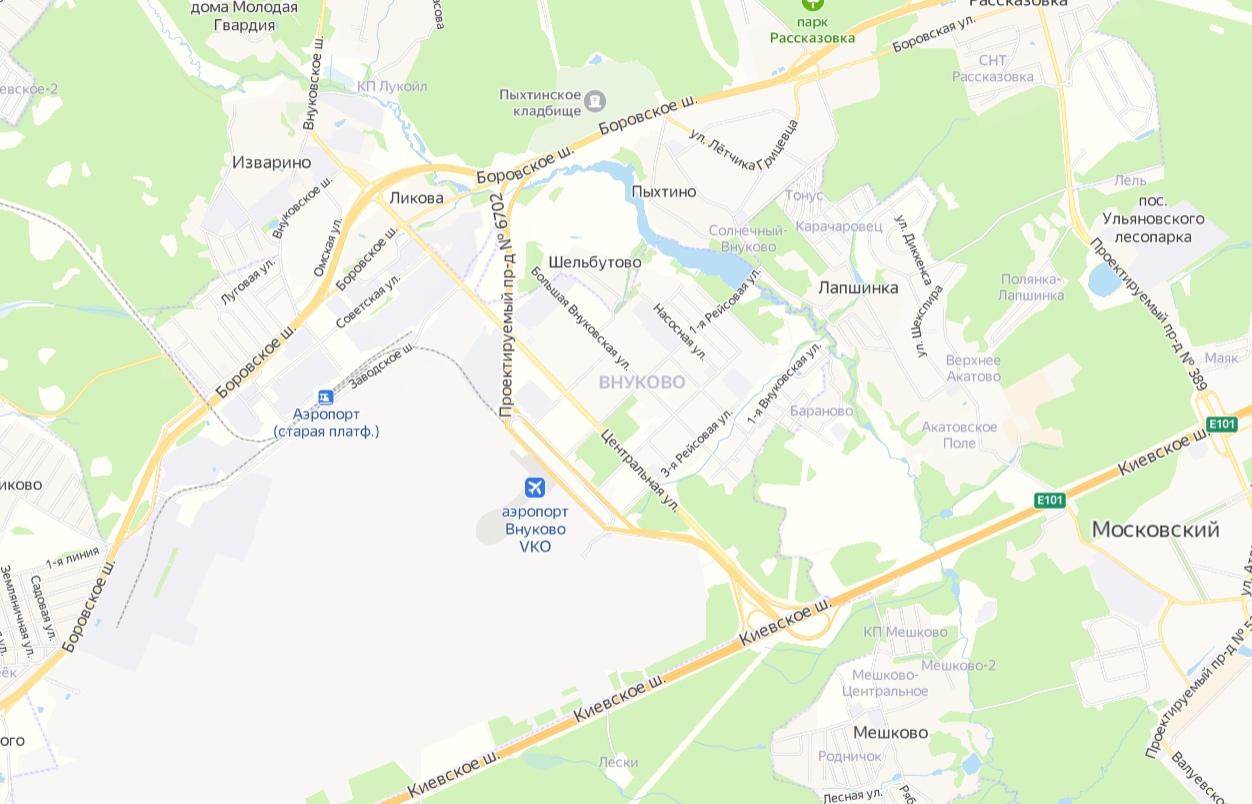 дома Молодая
Гвардия
парк
Рассказовка
Рассказовка
Боровская ул.
СНТ
Рассказовка
КП Лукойл
Внуковское ш.
Пыхтинское
кладбище
Боровское ш.
ул. Лётчика Грицевца
Изварино
Боровское ш.
Ликова
Пыхтино
Тонус
Лель
Внуковское ш.
Карачаровец
пос.
Ульяновского
лесопарка
Солнечный-
Внуково
ул. Диккенса
Омская ул.
Проектируемый пр-д № 6702
Шельбутово
Боровское ш.
Луговая ул.
Советская ул.
Большая Внуковская ул.
Насосная ул.
1-я Рейсовая ул.
Лапшинка
ул. Шекспира
Полянка-
Лапшинка
Проектируемый пр-д № 389
Маяк
Боровское ш.
Заводское ш.
ВНУКОВО
1-я Внуковская ул.
Верхнее
Акатово
Бараново
Аэропорт
(старая платф.)
3-я Рейсовая ул.
Центральная ул.
Акатовское
Поле
E101
Киевское ш.
E101
аэропорт
Внуково
VKO
Московский
1-я линия
Земляничная ул.
Садовая ул.
Боровское ш.
Киевское ш.
КП Мешково
Мешково-2
Мешково-
Центральное
Киевское ш.
Мешково
Родничок
Киевское ш.
Лески
Лесная ул.